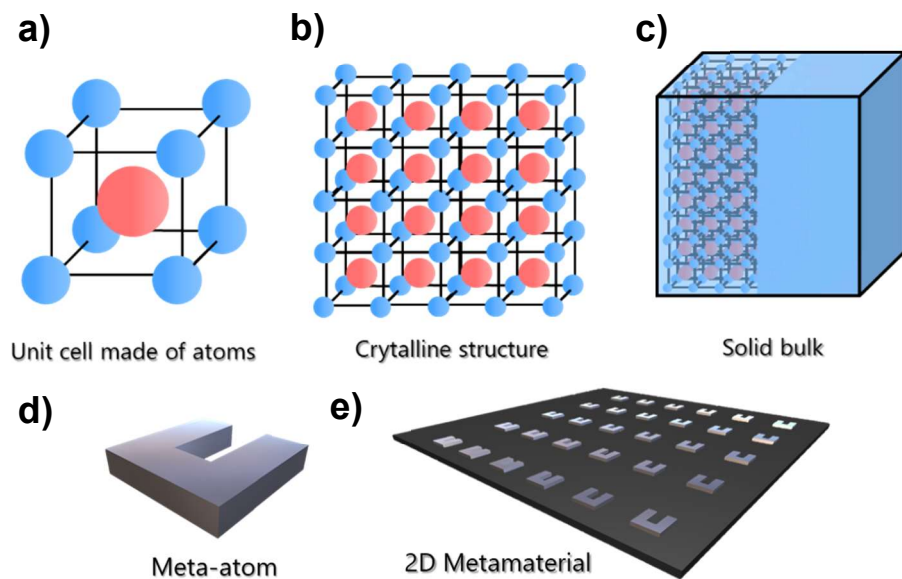 a)
b)
c)
Unit cell made of atoms
Crytalline structure
Solid bulk
d)
e)
Meta-atom
2D Metamaterial